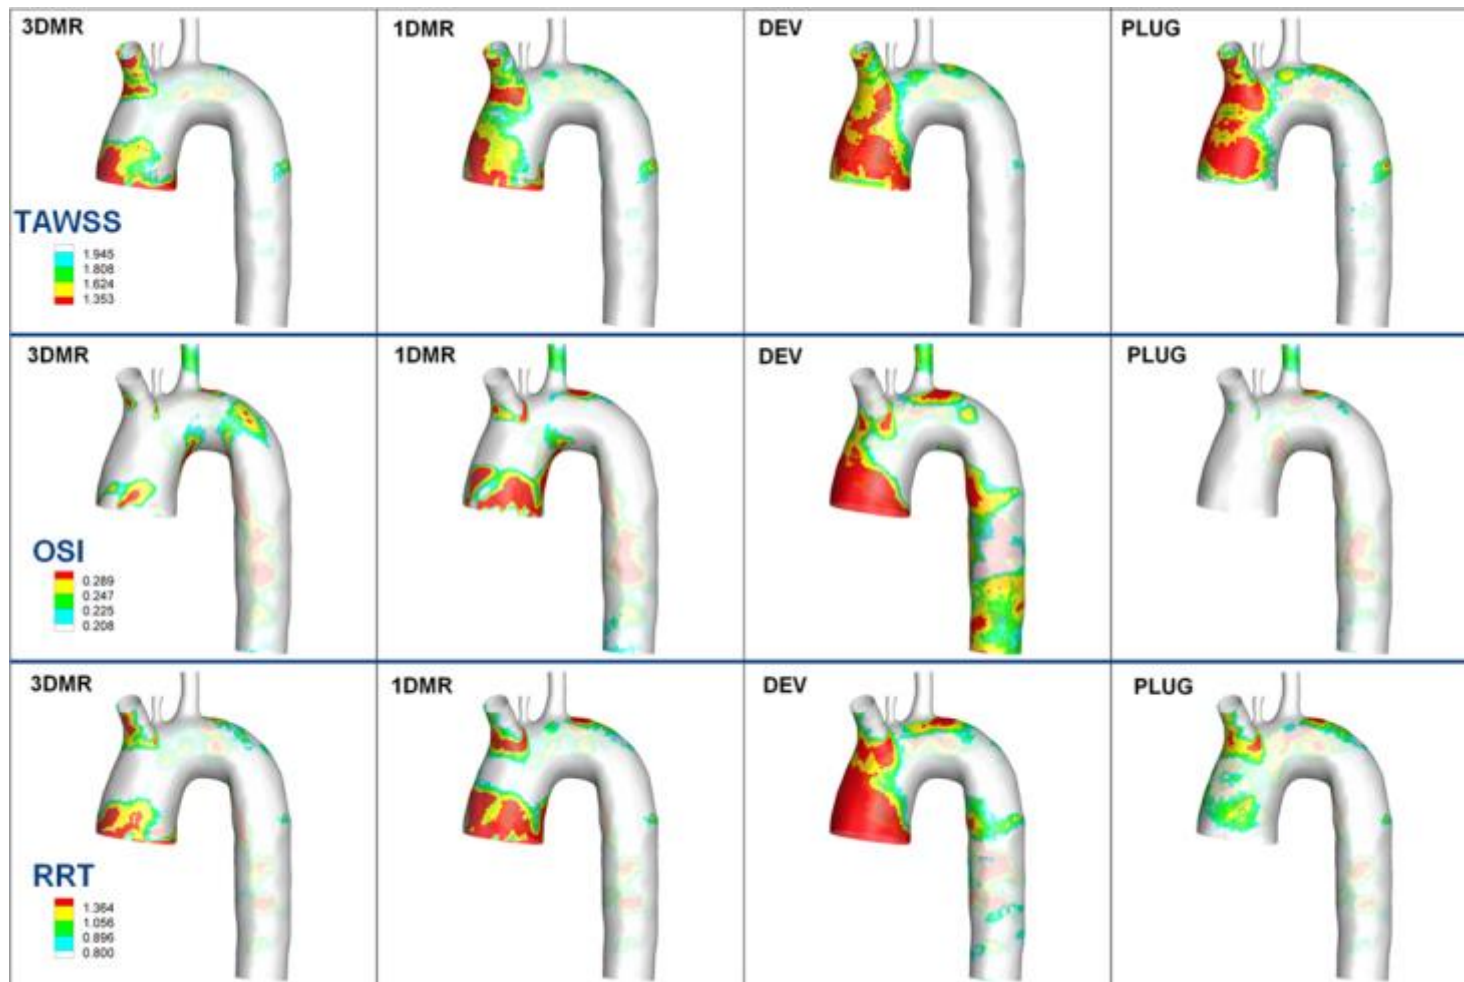 3DMR
1DMR
DEV
PLUG
TAWSS
1.945
1.808
1.624
1.353
3DMR
1DMR
DEV
PLUG
OSI
0.289
0.247
0.225
0.208
3DMR
1DMR
DEV
PLUG
RRT
1.364
1.056
0.896
0.800